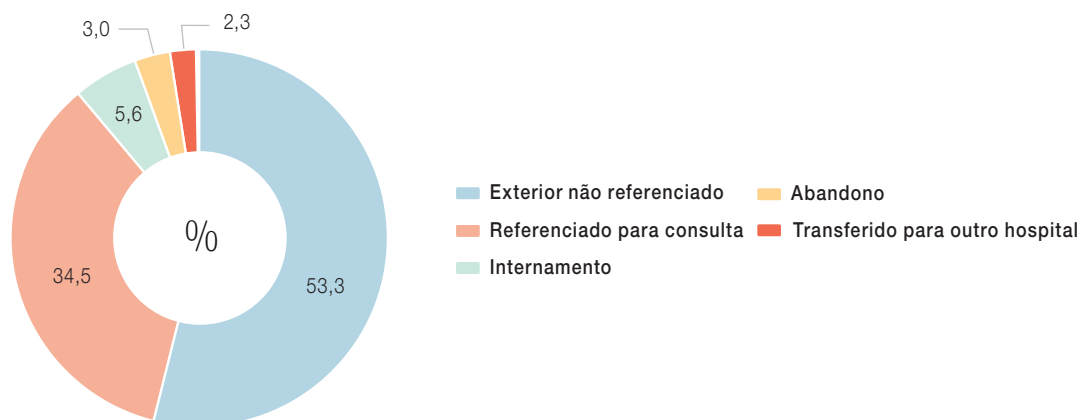 3,0
2,3
5,6
34,5
%
53,3
Exterior não referenciado
Referenciado para consulta
Internamento
Abandono
Transferido para outro hospital